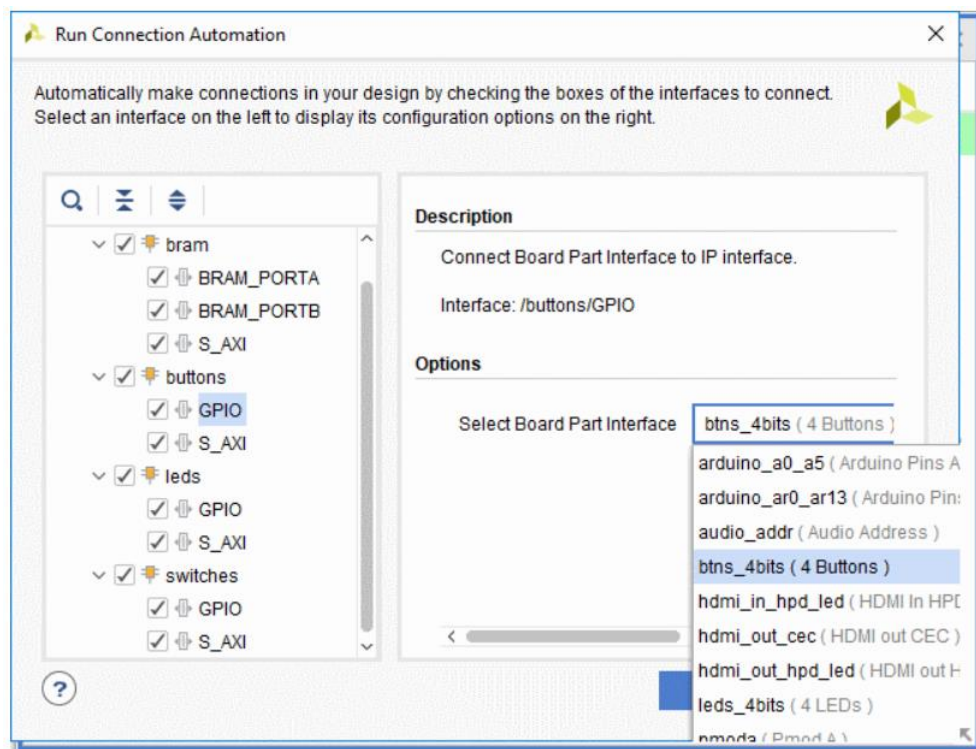 Run Connection Automation
Automatically make connections in your design by checking the boxes of the interfaces to connect.
Select an interface on the left to display its configuration options on the right.
bram
BRAM_PORTA
BRAM_PORTB
S_AXI
buttons
GPIO
S_AXI
leds
GPIO
S_AXI
switches
GPIO
S_AXI
Description
Connect Board Part Interface to IP interface.
Interface: /buttons/GPIO
Options
Select Board Part Interface
btns_4bits ( 4 Buttons )
arduino_a0_a5 ( Arduino Pins A
arduino_ar0_ar13 ( Arduino Pin
audio_addr ( Audio Address )
btns_4bits ( 4 Buttons )
hdmi_in_hpd_led ( HDMI In HPD
hdmi_out_cec ( HDMI out CEC )
hdmi_out_hpd_led ( HDMI out H
leds_4bits ( 4 LEDs )
pmoda ( Pmod A )
?